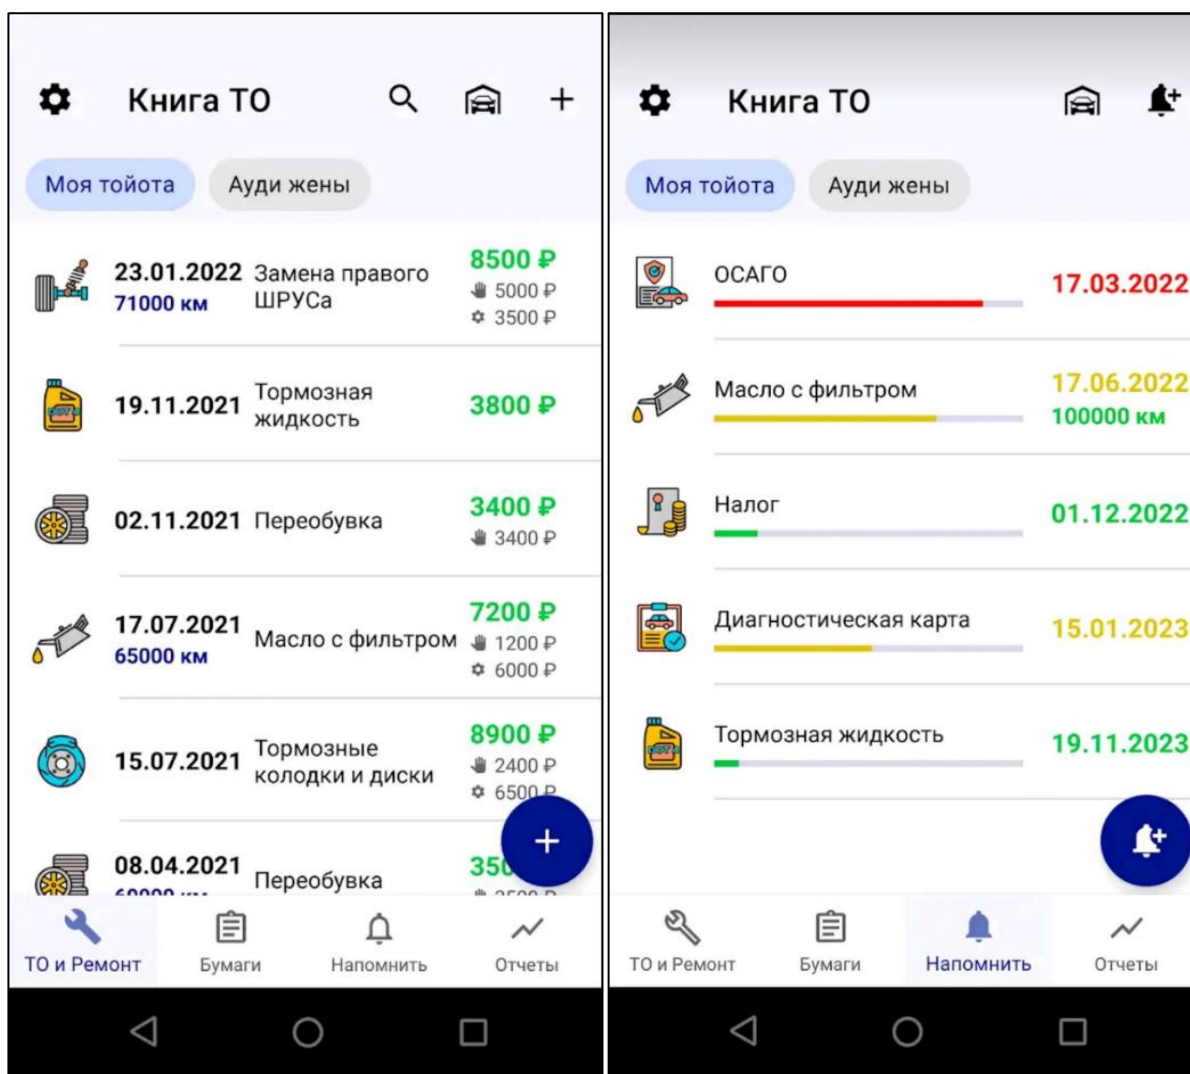 Книга ТО
Моя тойота
Ауди жены
23.01.2022
71000 км
Замена правого
ШРУСа
8500 ₽
5000 ₽
3500 ₽
19.11.2021
Тормозная
жидкость
3800 ₽
02.11.2021
Переобувка
3400 ₽
3400 ₽
17.07.2021
65000 км
Масло с фильтром
7200 ₽
1200 ₽
6000 ₽
15.07.2021
Тормозные
колодки и диски
8900 ₽
2400 ₽
6500 ₽
08.04.2021
Переобувка
ТО и Ремонт
Бумаги
Напомнить
Отчеты
Книга ТО
Моя тойота
Ауди жены
ОСАГО
17.03.2022
Масло с фильтром
17.06.2022
100000 км
Налог
01.12.2022
Диагностическая карта
15.01.2023
Тормозная жидкость
19.11.2023
ТО и Ремонт
Бумаги
Напомнить
Отчеты